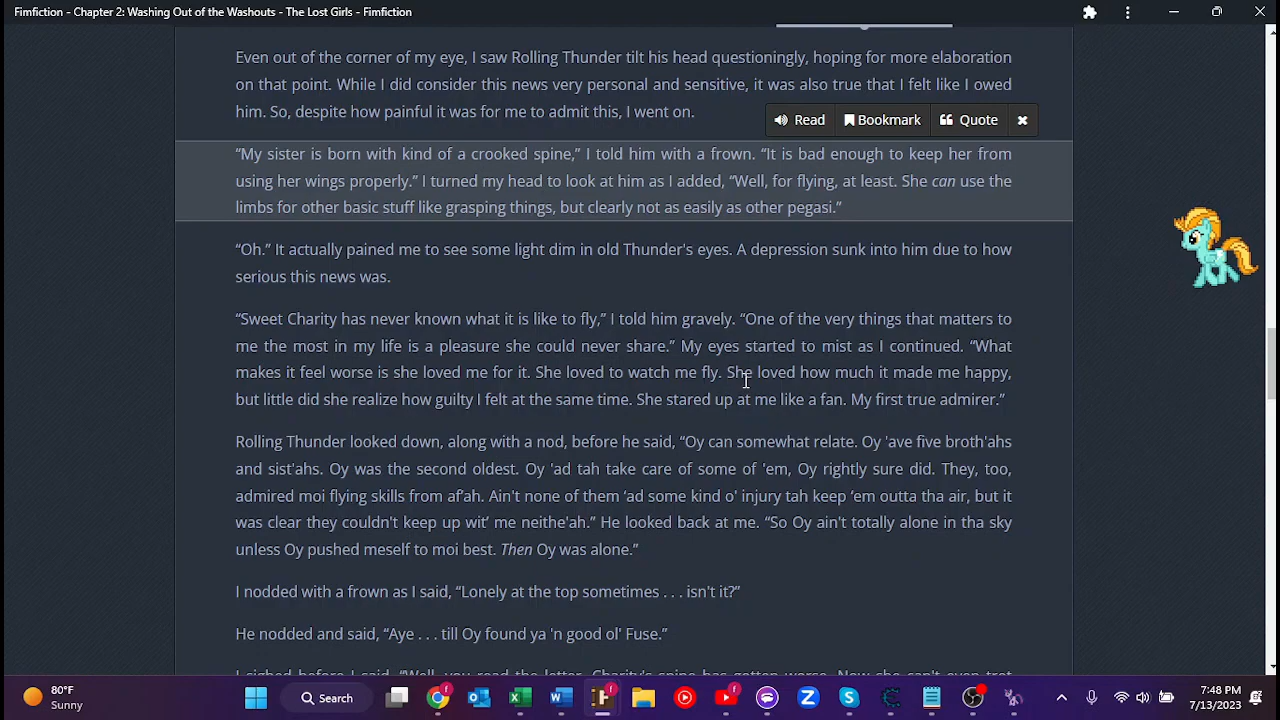 Fimfiction - Chapter 2: Washing Out of the Washouts - The Lost Girls - Fimfiction
Even out of the corner of my eye, I saw Rolling Thunder tilt his head questioningly, hoping for more elaboration
on that point. While I did consider this news very personal and sensitive, it was also true that I felt like I owed
him. So, despite how painful it was for me to admit this, I went on.
Read Bookmark Quote
“My sister is born with kind of a crooked spine,” I told him with a frown. “It is bad enough to keep her from
using her wings properly.” I turned my head to look at him as I added, “Well, for flying, at least. She can use the
limbs for other basic stuff like grasping things, but clearly not as easily as other pegasi.”
“Oh.” It actually pained me to see some light dim in old Thunder's eyes. A depression sunk into him due to how
serious this news was.
“Sweet Charity has never known what it is like to fly,” I told him gravely. “One of the very things that matters to
me the most in my life is a pleasure she could never share.” My eyes started to mist as I continued. “What
makes it feel worse is she loved me for it. She loved to watch me fly. She loved how much it made me happy,
but little did she realize how guilty I felt at the same time. She stared up at me like a fan. My first true admirer.”
Rolling Thunder looked down, along with a nod, before he said, “Oy can somewhat relate. Oy 'ave five broth'ahs
and sist'ahs. Oy was the second oldest. Oy 'ad tah take care of some of 'em, Oy rightly sure did. They, too,
admired moi flying skills from af'ah. Ain't none of them ‘ad some kind o' injury tah keep ‘em outta tha air, but it
was clear they couldn't keep up wit’ me neithe'ah.” He looked back at me. “So Oy ain't totally alone in tha sky
unless Oy pushed meself to moi best. Then Oy was alone.”
I nodded with a frown as I said, “Lonely at the top sometimes . . . isn't it?”
He nodded and said, “Aye . . . till Oy found ya 'n good ol' Fuse.”
I sighed before I said, “Well, you read the letter. Charity's spine has gotten worse. Now she can't even trot
80°F
Sunny
Search
7:48 PM
7/13/2023